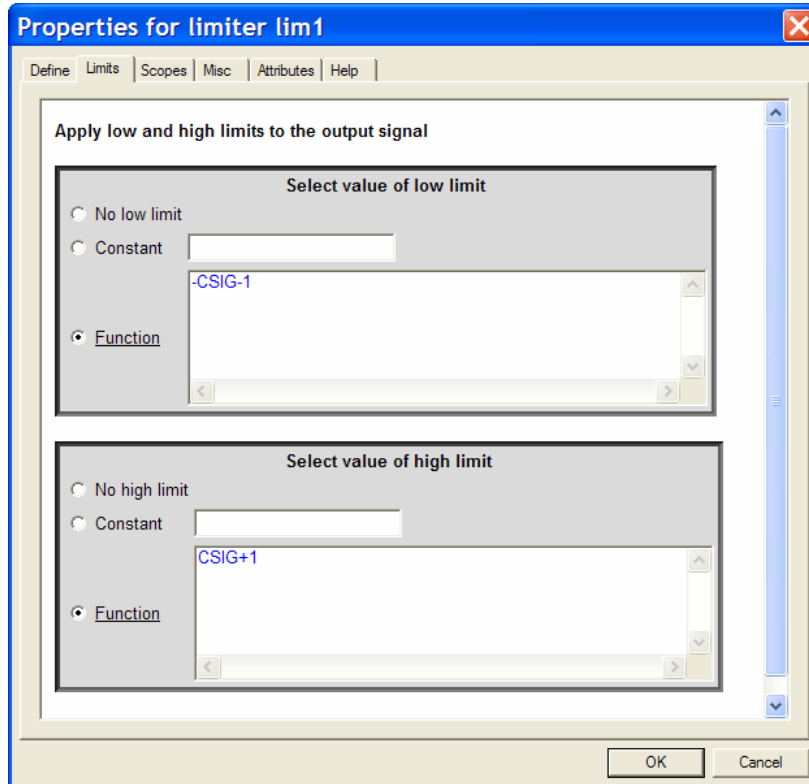 Properties for limiter lim1
Define Limits Scopes Misc Attributes Help
Apply low and high limits to the output signal
Select value of low limit
No low limit
Constant
-CSIG-1
Function
Select value of high limit
No high limit
Constant
CSIG+1
Function
OK Cancel